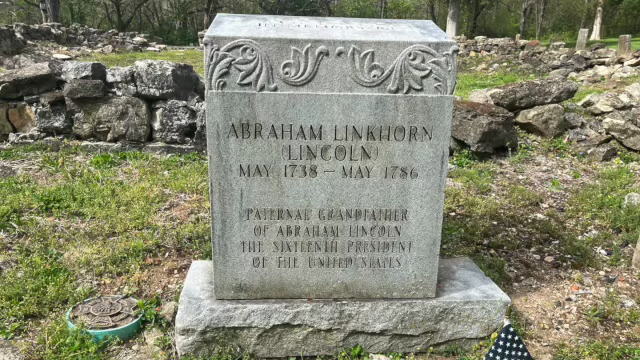 ABRAHAM LINKHORN
(LINCOLN)
MAY 1738 – MAY 1786
PATERNAL GRANDFATHER
OF ABRAHAM LINCOLN
THE SIXTEENTH PRESIDENT
OF THE UNITED STATES